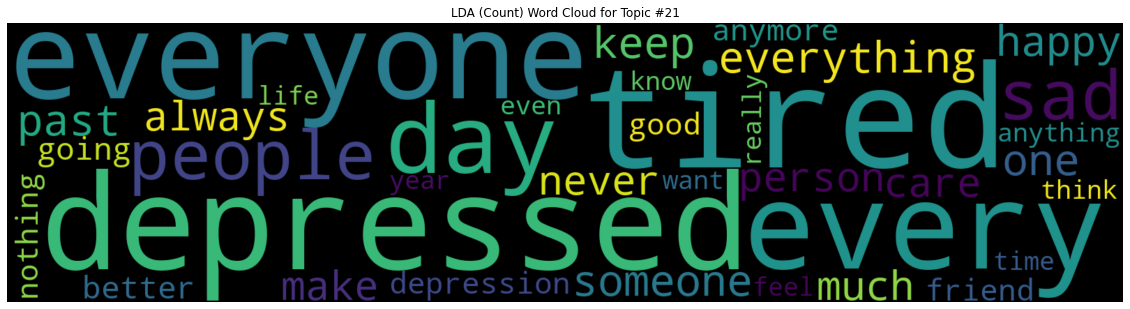 LDA (Count) Word Cloud for Topic #21
everyone
keep
anymore
happy
everything
tired
sad
know
life
past
always
even
day
good
really
anything
going
people
one
nothing
year
never
want
person
care
think
depressed
every
time
better
make
depression
someone
feel
much
friend